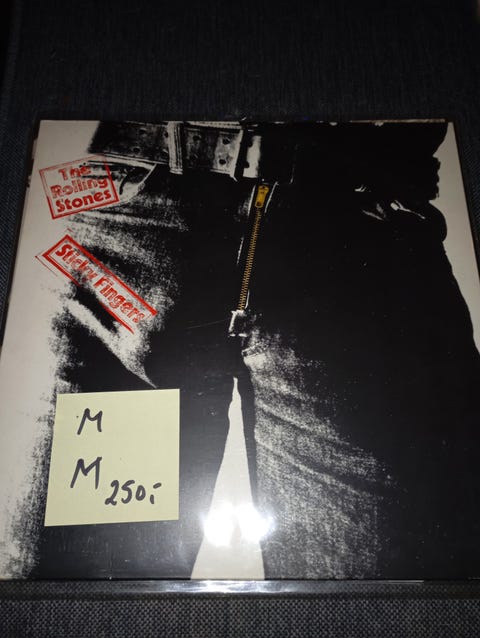 The
Rolling
Stones
Sticky Fingers
M
M 250:-